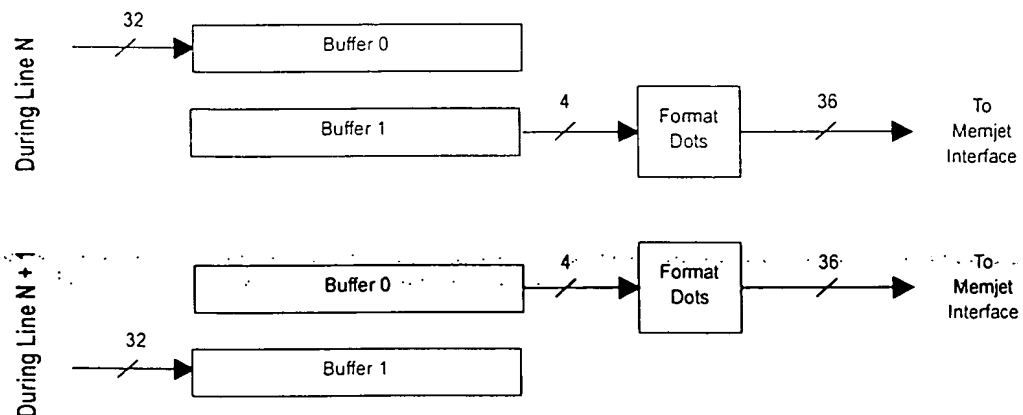 During Line N
32
Buffer 0
Buffer 1
4
Format
Dots
36
To
Memjet
Interface
During Line N + 1
Buffer 0
4
Format
Dots
36
To
Memjet
Interface
32
Buffer 1